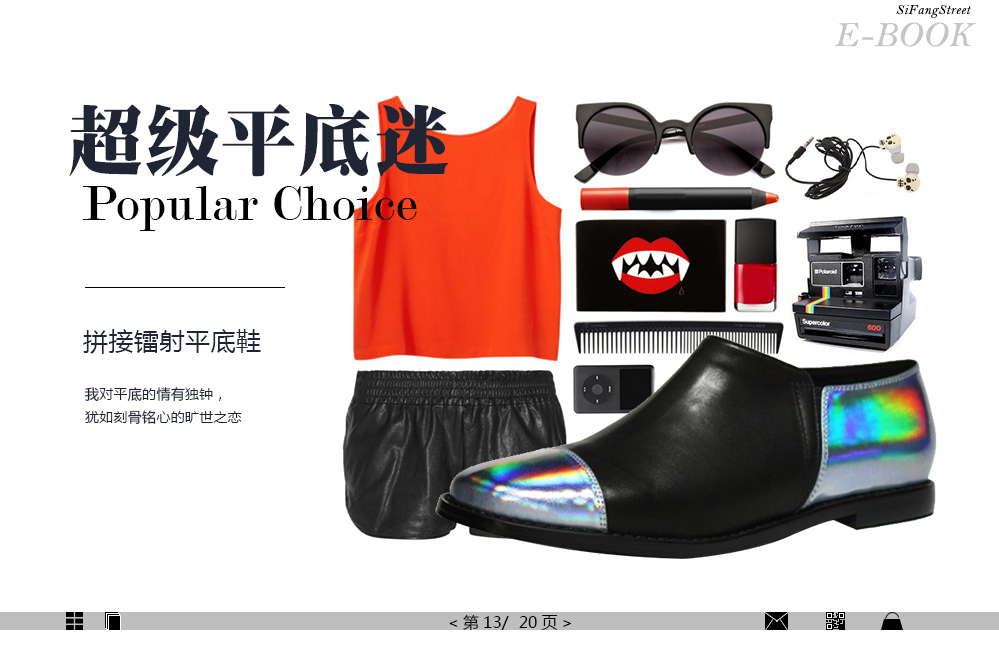 SiFangStreet
E-BOOK
超级平底迷
Popular Choice
拼接镭射平底鞋
我对平底的情有独钟，
犹如刻骨铭心的旷世之恋
Polaroid
Supercolor
600
< 第 13/ 20 页 >